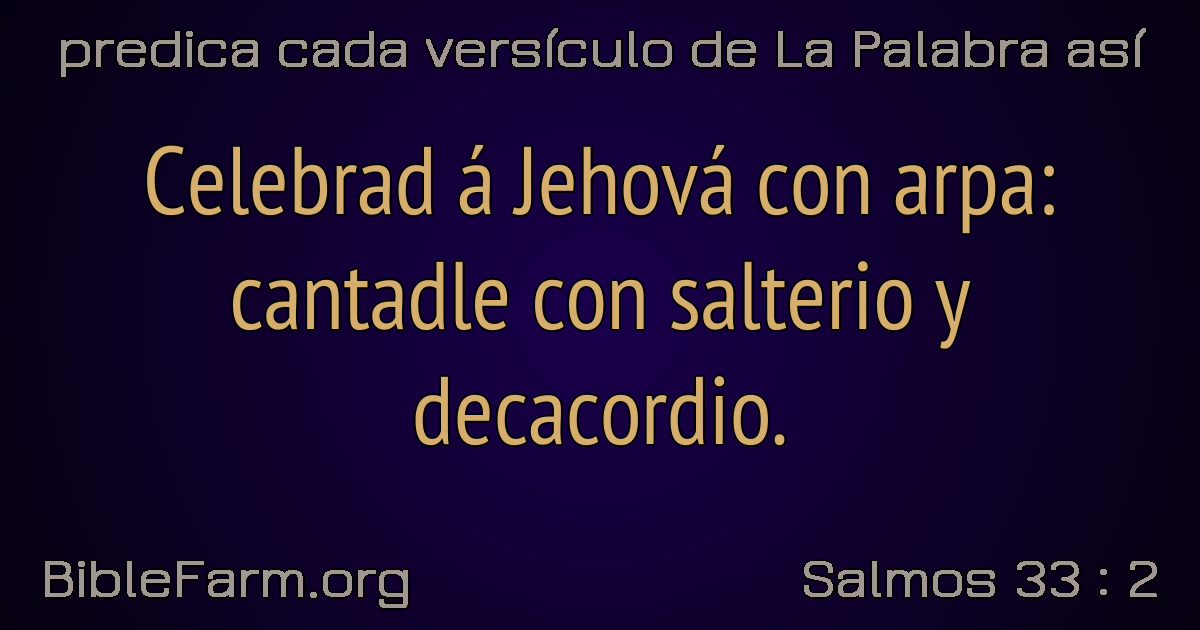 predica cada versículo de La Palabra así
Celebrad á Jehová con arpa:
cantadle con salterio y
decacordio.
BibleFarm.org
Salmos 33 : 2